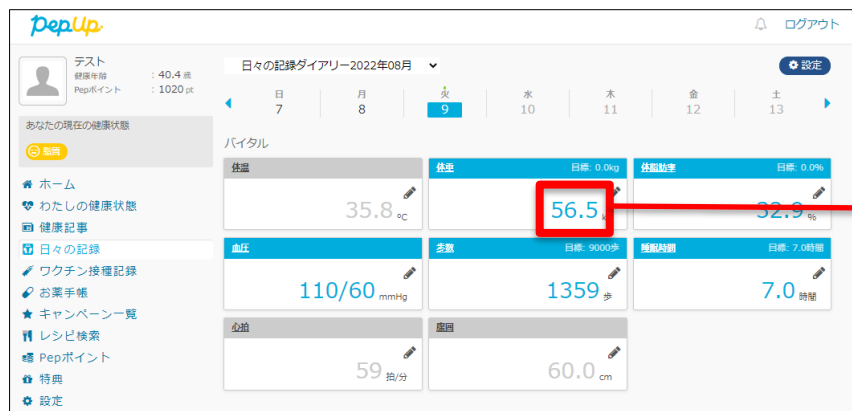 PepUp
ログアウト
テスト
健康年齢 : 40.4 歳
Pepポイント : 1020 pt
あなたの現在の健康状態
脂質
ホーム
わたしの健康状態
健康記事
日々の記録
ワクチン接種記録
お薬手帳
キャンペーン一覧
レシピ検索
Pepポイント
特典
設定
日々の記録ダイアリー2022年08月
設定
日 月 火 水 木 金 土
7 8 9 10 11 12 13
バイタル
体温
35.8 ℃
体重 目標: 0.0kg
56.5
体脂肪率 目標: 0.0%
32.9 %
血圧
110/60 mmHg
歩数 目標: 9000歩
1359 歩
睡眠時間 目標: 7.0時間
7.0 時間
心拍
59 拍/分
腹囲
60.0 cm